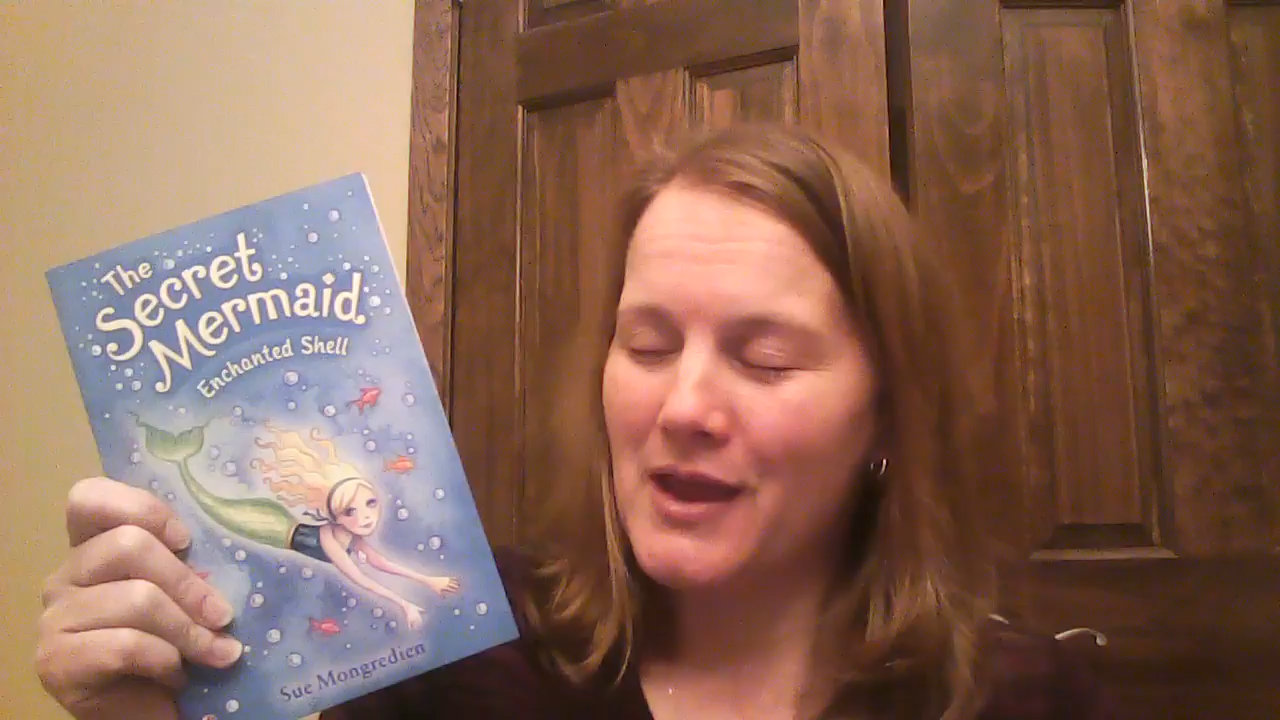 The
Secret
Mermaid
Enchanted Shell
Sue Mongredien